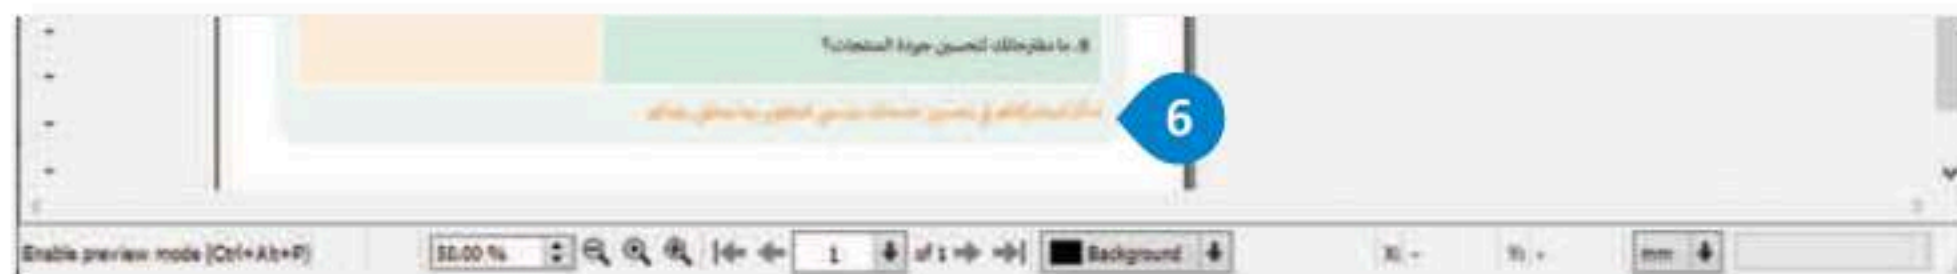 8. ما مقترحاتك لتحسين جودة المنتجات؟
6
Enable preview mode (Ctrl+Alt+P)
50.00 %
1
of 1
Background
X: -
Y: -
mm